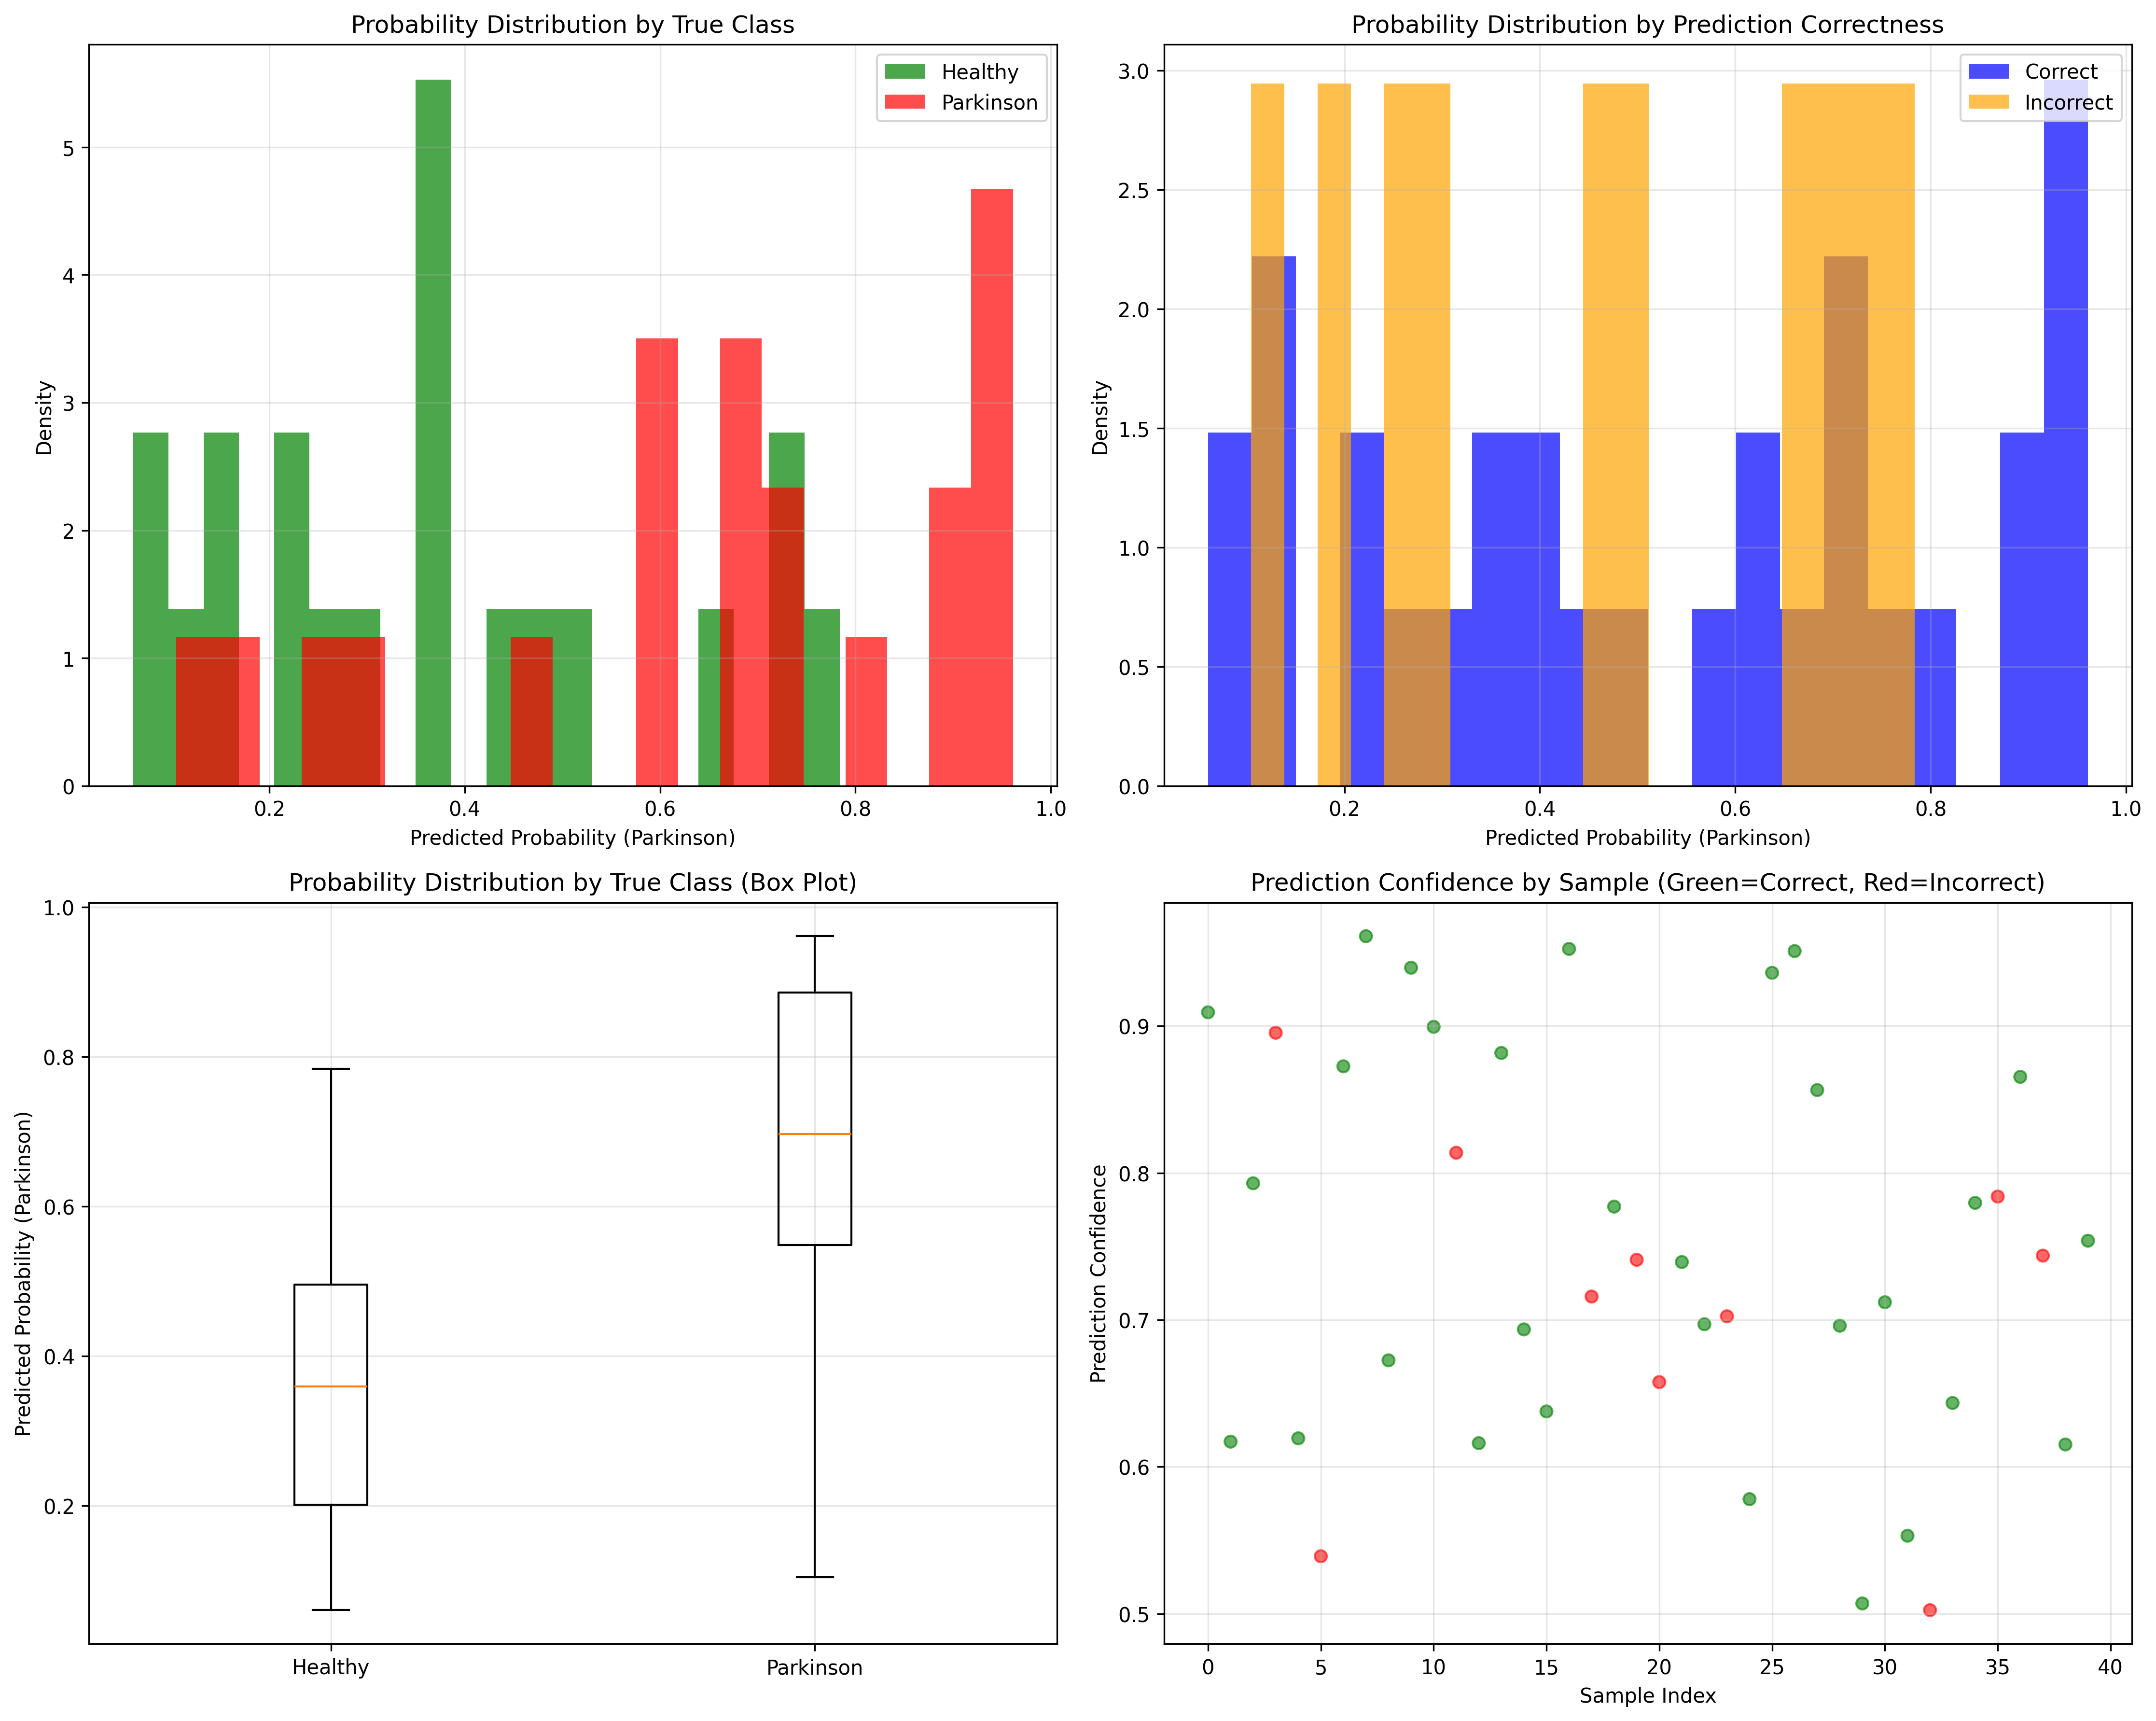 Probability Distribution by True Class
Healthy
Parkinson
Density
5
4
3
2
1
0
0.2
0.4
0.6
0.8
1.0
Predicted Probability (Parkinson)
Probability Distribution by Prediction Correctness
Correct
Incorrect
Density
3.0
2.5
2.0
1.5
1.0
0.5
0.0
0.2
0.4
0.6
0.8
1.0
Predicted Probability (Parkinson)
Probability Distribution by True Class (Box Plot)
Predicted Probability (Parkinson)
1.0
0.8
0.6
0.4
0.2
Healthy
Parkinson
Prediction Confidence by Sample (Green=Correct, Red=Incorrect)
Prediction Confidence
0.9
0.8
0.7
0.6
0.5
0
5
10
15
20
25
30
35
40
Sample Index